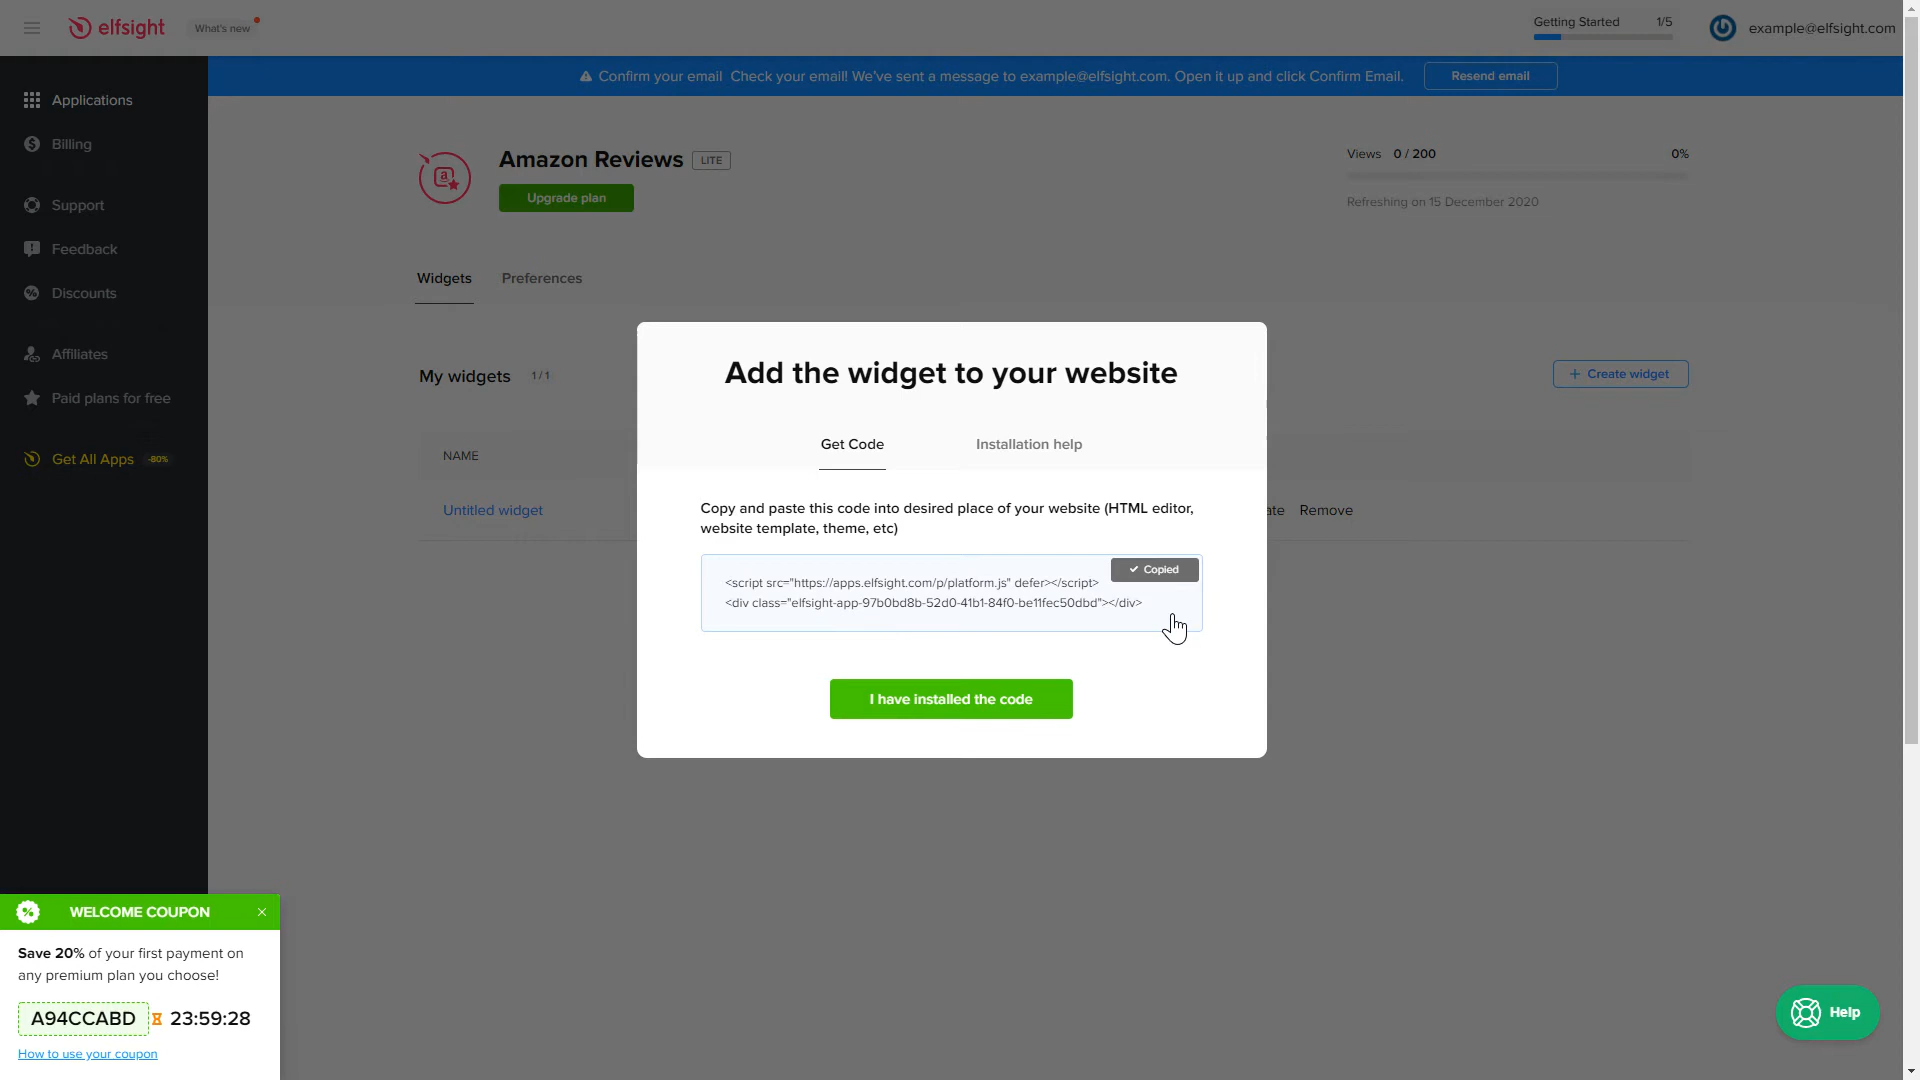 elfsight
What's new
Getting Started 1/5
example@elfsight.com
Confirm your email Check your email! We've sent a message to example@elfsight.com. Open it up and click Confirm Email.
Resend email
Applications
Billing
Support
Feedback
Discounts
Affiliates
Paid plans for free
Get All Apps -80%
Amazon Reviews LITE
Upgrade plan
Views 0 / 200 0%
Refreshing on 15 December 2020
Widgets Preferences
My widgets 1 / 1
+ Create widget
NAME
Untitled widget
ate Remove
Add the widget to your website
Get Code Installation help
Copy and paste this code into desired place of your website (HTML editor,
website template, theme, etc)
Copied
<script src="https://apps.elfsight.com/p/platform.js" defer></script>
<div class="elfsight-app-97b0bd8b-52d0-41b1-84f0-be11fec50dbd"></div>
I have installed the code
WELCOME COUPON
Save 20% of your first payment on
any premium plan you choose!
A94CCABD 23:59:28
How to use your coupon
Help